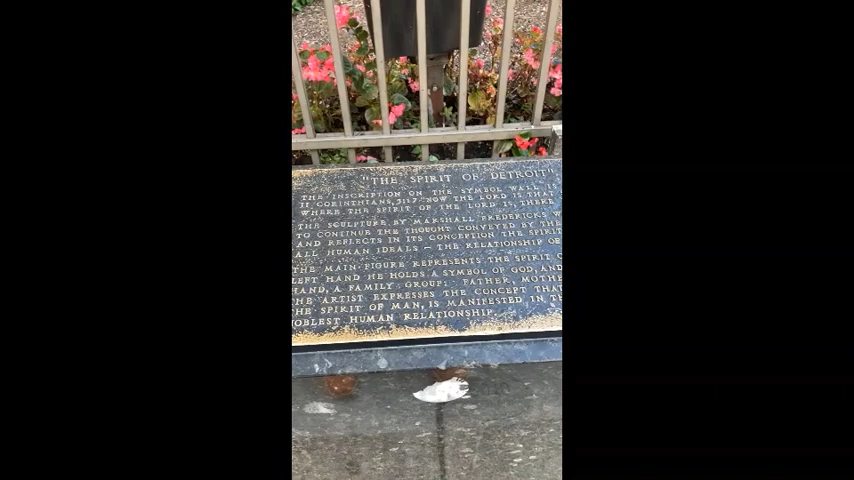 "THE SPIRIT OF DETROIT"
THE INSCRIPTION ON THE SYMBOL WALL IS
II CORINTHIANS, 3:17: "NOW THE LORD IS THAT
WHERE THE SPIRIT OF THE LORD IS, THERE
THE SCULPTURE BY MARSHALL FREDERICKS W
TO CONTINUE THE THOUGHT CONVEYED BY THE
AND REFLECTS IN ITS CONCEPTION THE SPIRIT
ALL HUMAN IDEALS — THE RELATIONSHIP OF
THE MAIN FIGURE REPRESENTS THE SPIRIT
LEFT HAND HE HOLDS A SYMBOL OF GOD, AND
HAND, A FAMILY GROUP: FATHER, MOTHE
HE ARTIST EXPRESSES THE CONCEPT THAT
HE SPIRIT OF MAN, IS MANIFESTED IN TH
OBLEST HUMAN RELATIONSHIP.